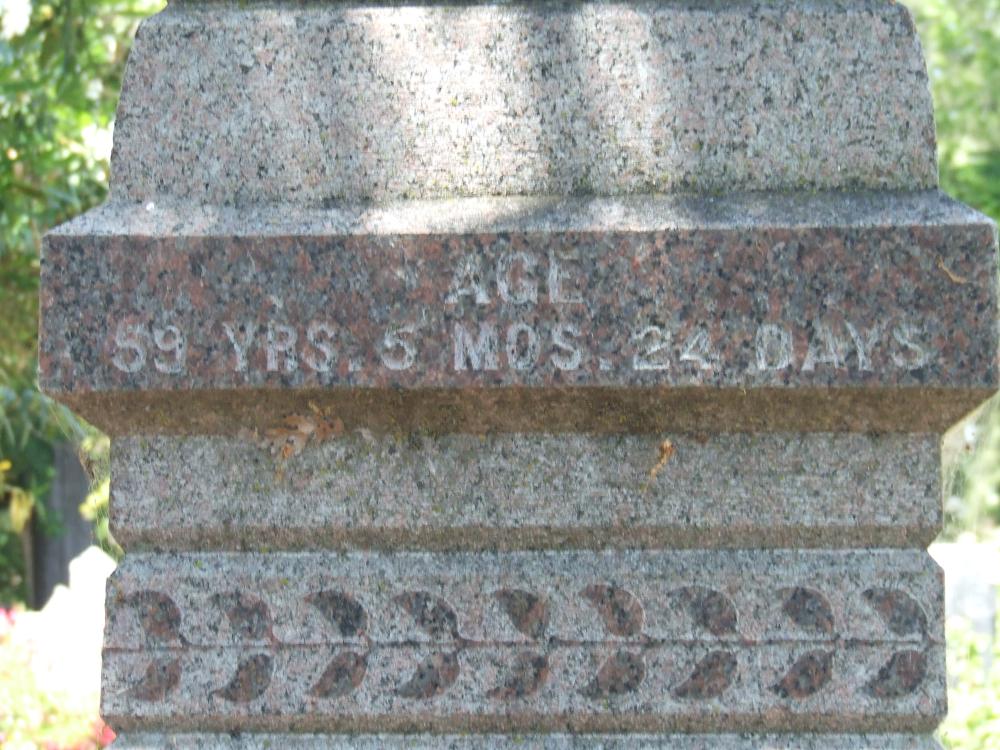 AGE
59 YRS. 5 MOS. 24 DAYS